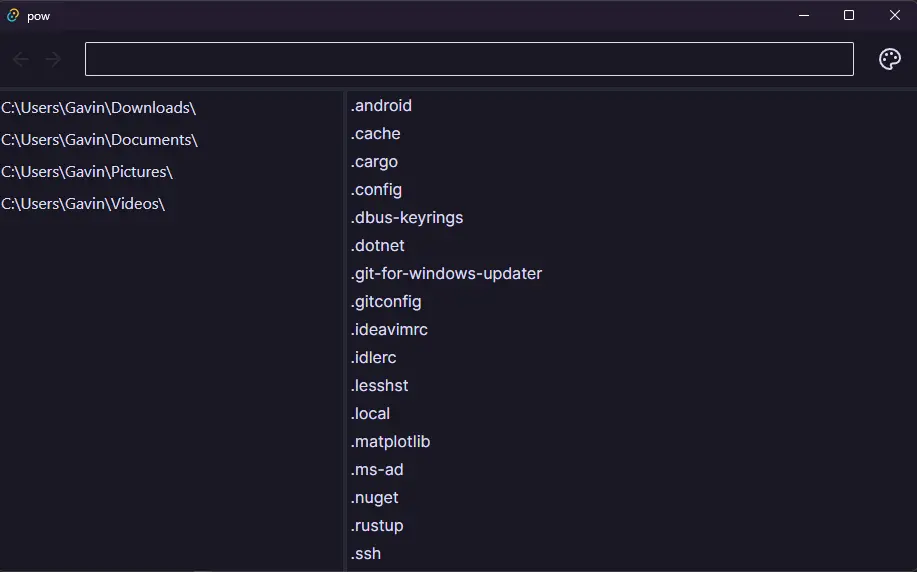 pow
C:\Users\Gavin\Downloads\
C:\Users\Gavin\Documents\
C:\Users\Gavin\Pictures\
C:\Users\Gavin\Videos\
.android
.cache
.cargo
.config
.dbus-keyrings
.dotnet
.git-for-windows-updater
.gitconfig
.ideavimrc
.idlerc
.lesshst
.local
.matplotlib
.ms-ad
.nuget
.rustup
.ssh